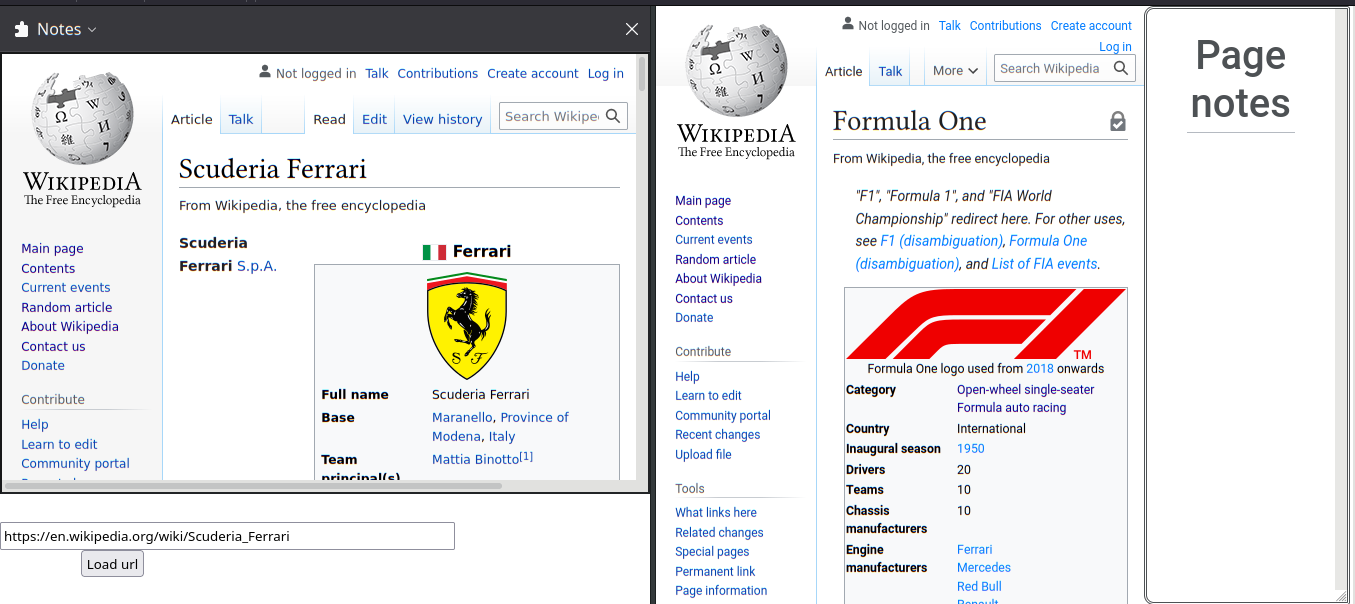 Notes
WIKIPEDIA
The Free Encyclopedia
Main page
Contents
Current events
Random article
About Wikipedia
Contact us
Donate
Contribute
Help
Learn to edit
Community portal
Not logged in Talk Contributions Create account Log in
Article Talk Read Edit View history Search Wikipe
Scuderia Ferrari
From Wikipedia, the free encyclopedia
Scuderia
Ferrari S.p.A.
Ferrari
S F
Full name Scuderia Ferrari
Base Maranello, Province of
Modena, Italy
Team Mattia Binotto[1]
principal(s)
https://en.wikipedia.org/wiki/Scuderia_Ferrari
Load url
WIKIPEDIA
The Free Encyclopedia
Main page
Contents
Current events
Random article
About Wikipedia
Contact us
Donate
Contribute
Help
Learn to edit
Community portal
Recent changes
Upload file
Tools
What links here
Related changes
Special pages
Permanent link
Page information
Not logged in Talk Contributions Create account
Log in
Article Talk More Search Wikipedia
Formula One
From Wikipedia, the free encyclopedia
"F1", "Formula 1", and "FIA World
Championship" redirect here. For other uses,
see F1 (disambiguation), Formula One
(disambiguation), and List of FIA events.
TM
Formula One logo used from 2018 onwards
Category Open-wheel single-seater
Formula auto racing
Country International
Inaugural season 1950
Drivers 20
Teams 10
Chassis 10
manufacturers
Engine Ferrari
manufacturers Mercedes
Red Bull
Renault
Page
notes